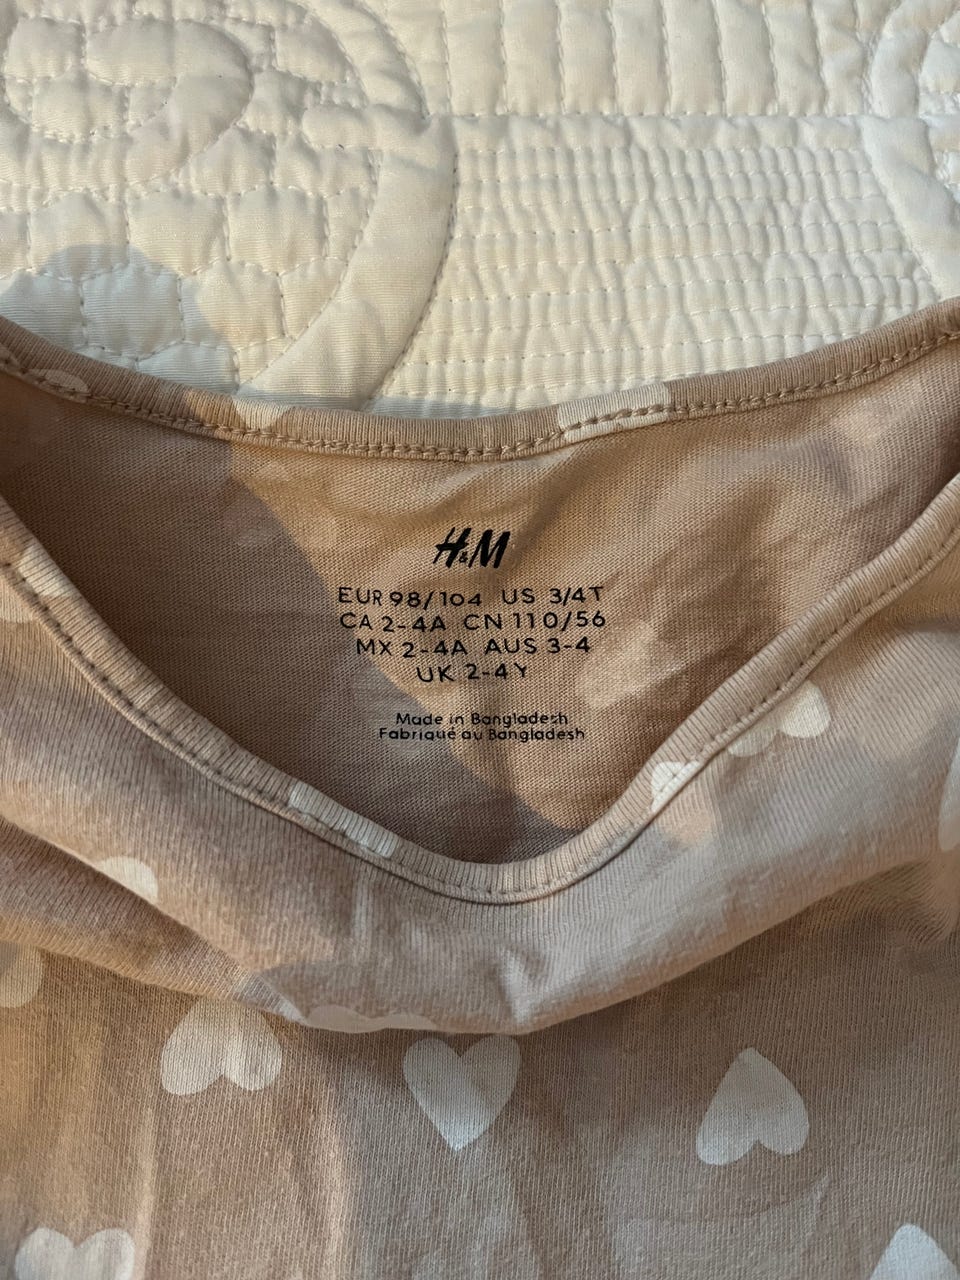 H&M
EUR 98/104 US 3/4T
CA 2-4A CN 110/56
MX 2-4A AUS 3-4
UK 2-4Y
Made in Bangladesh
Fabriqué au Bangladesh